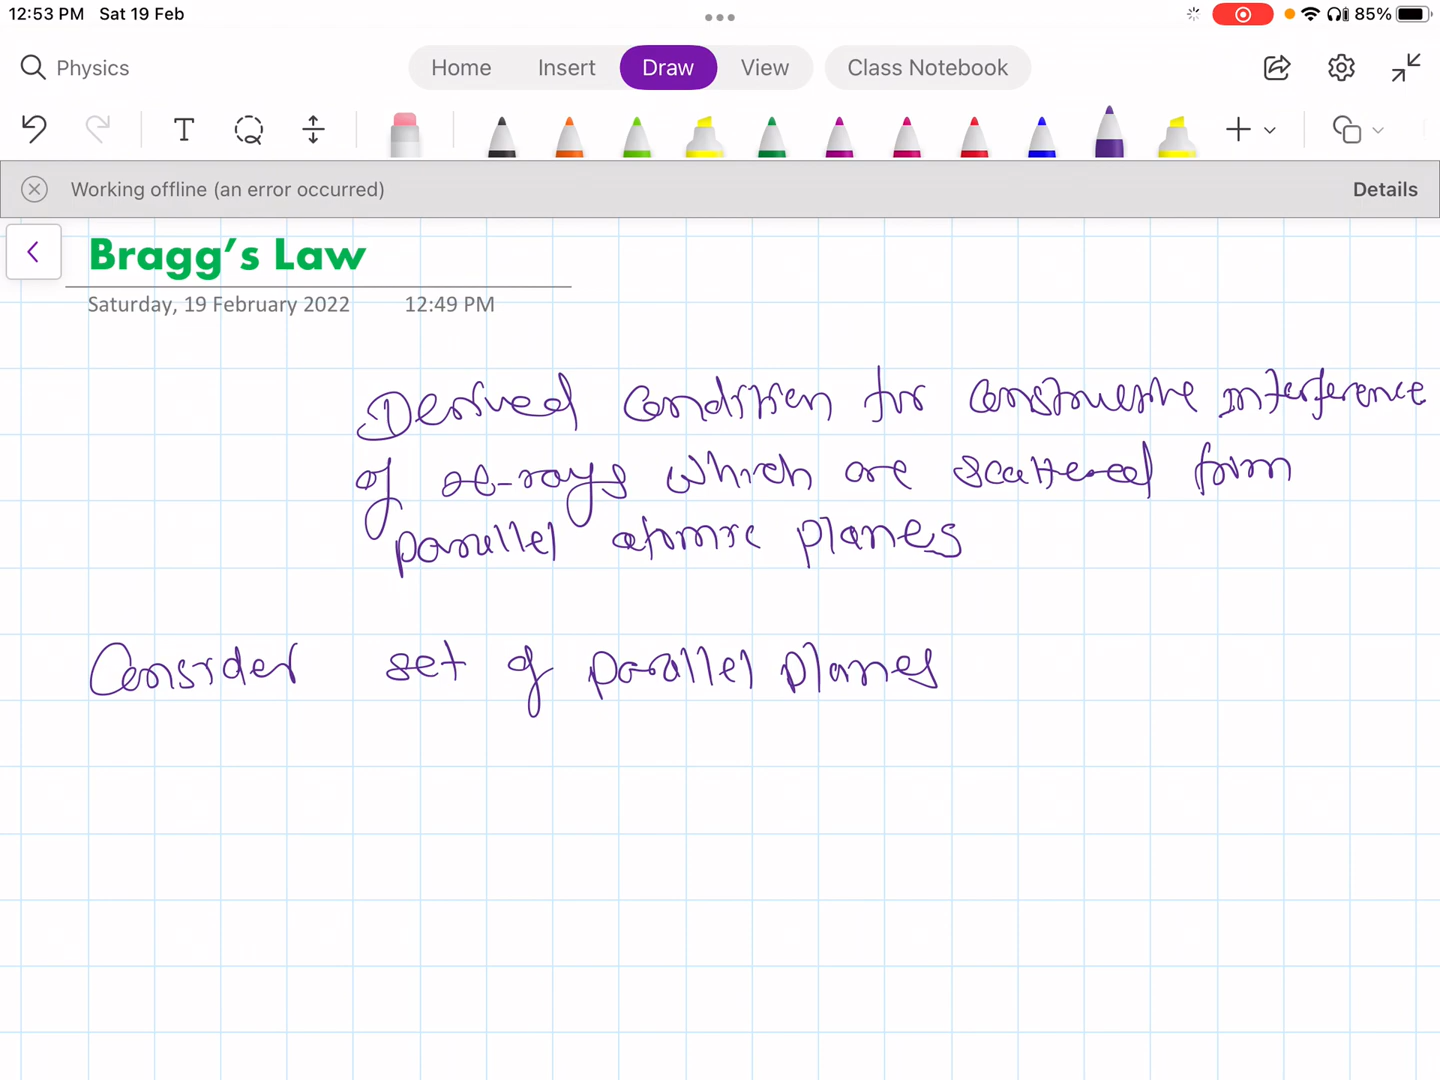 12:53 PM Sat 19 Feb
85%
Physics
Home Insert Draw View Class Notebook
T
Working offline (an error occurred) Details
Bragg's Law
Saturday, 19 February 2022 12:49 PM
Derived condition for constructive interference
of x-rays which are scattered form
parallel atomic planes
Consider set of parallel planes